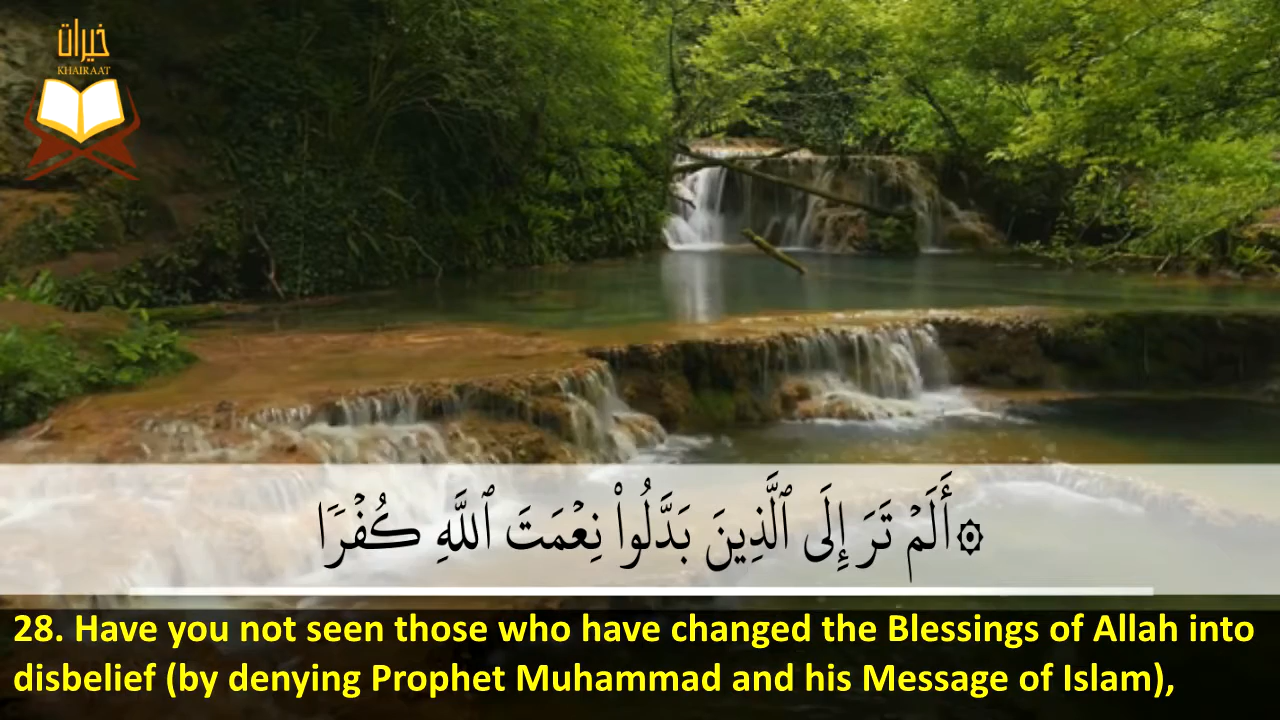 خيرات
KHAIRAAT
۞ أَلَمْ تَرَ إِلَى ٱلَّذِينَ بَدَّلُوا۟ نِعْمَتَ ٱللَّهِ كُفْرًا
28. Have you not seen those who have changed the Blessings of Allah into
disbelief (by denying Prophet Muhammad and his Message of Islam),